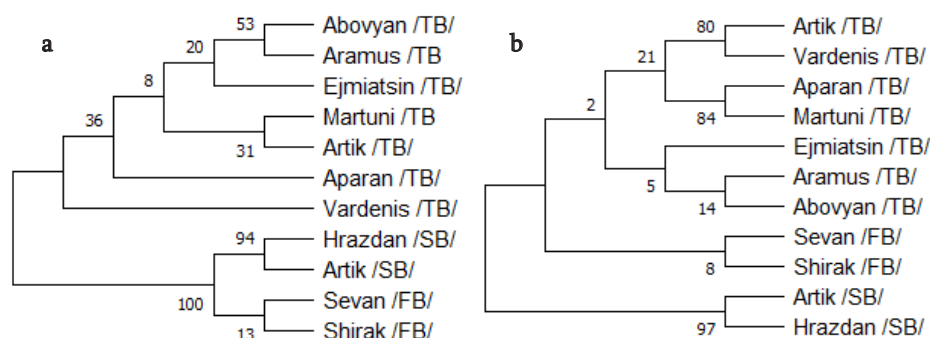 a
53
Abovyan /TB/
20
Aramus /TB
8
Ejmiatsin /TB/
36
Martuni /TB
31
Artik /TB/
Aparan /TB/
Vardenis /TB/
94
Hrazdan /SB/
Artik /SB/
100
Sevan /FB/
13
Shirak /FB/
b
80
Artik /TB/
21
Vardenis /TB/
2
Aparan /TB/
84
Martuni /TB/
Ejmiatsin /TB/
5
Aramus /TB/
14
Abovyan /TB/
Sevan /FB/
8
Shirak /FB/
Artik /SB/
97
Hrazdan /SB/